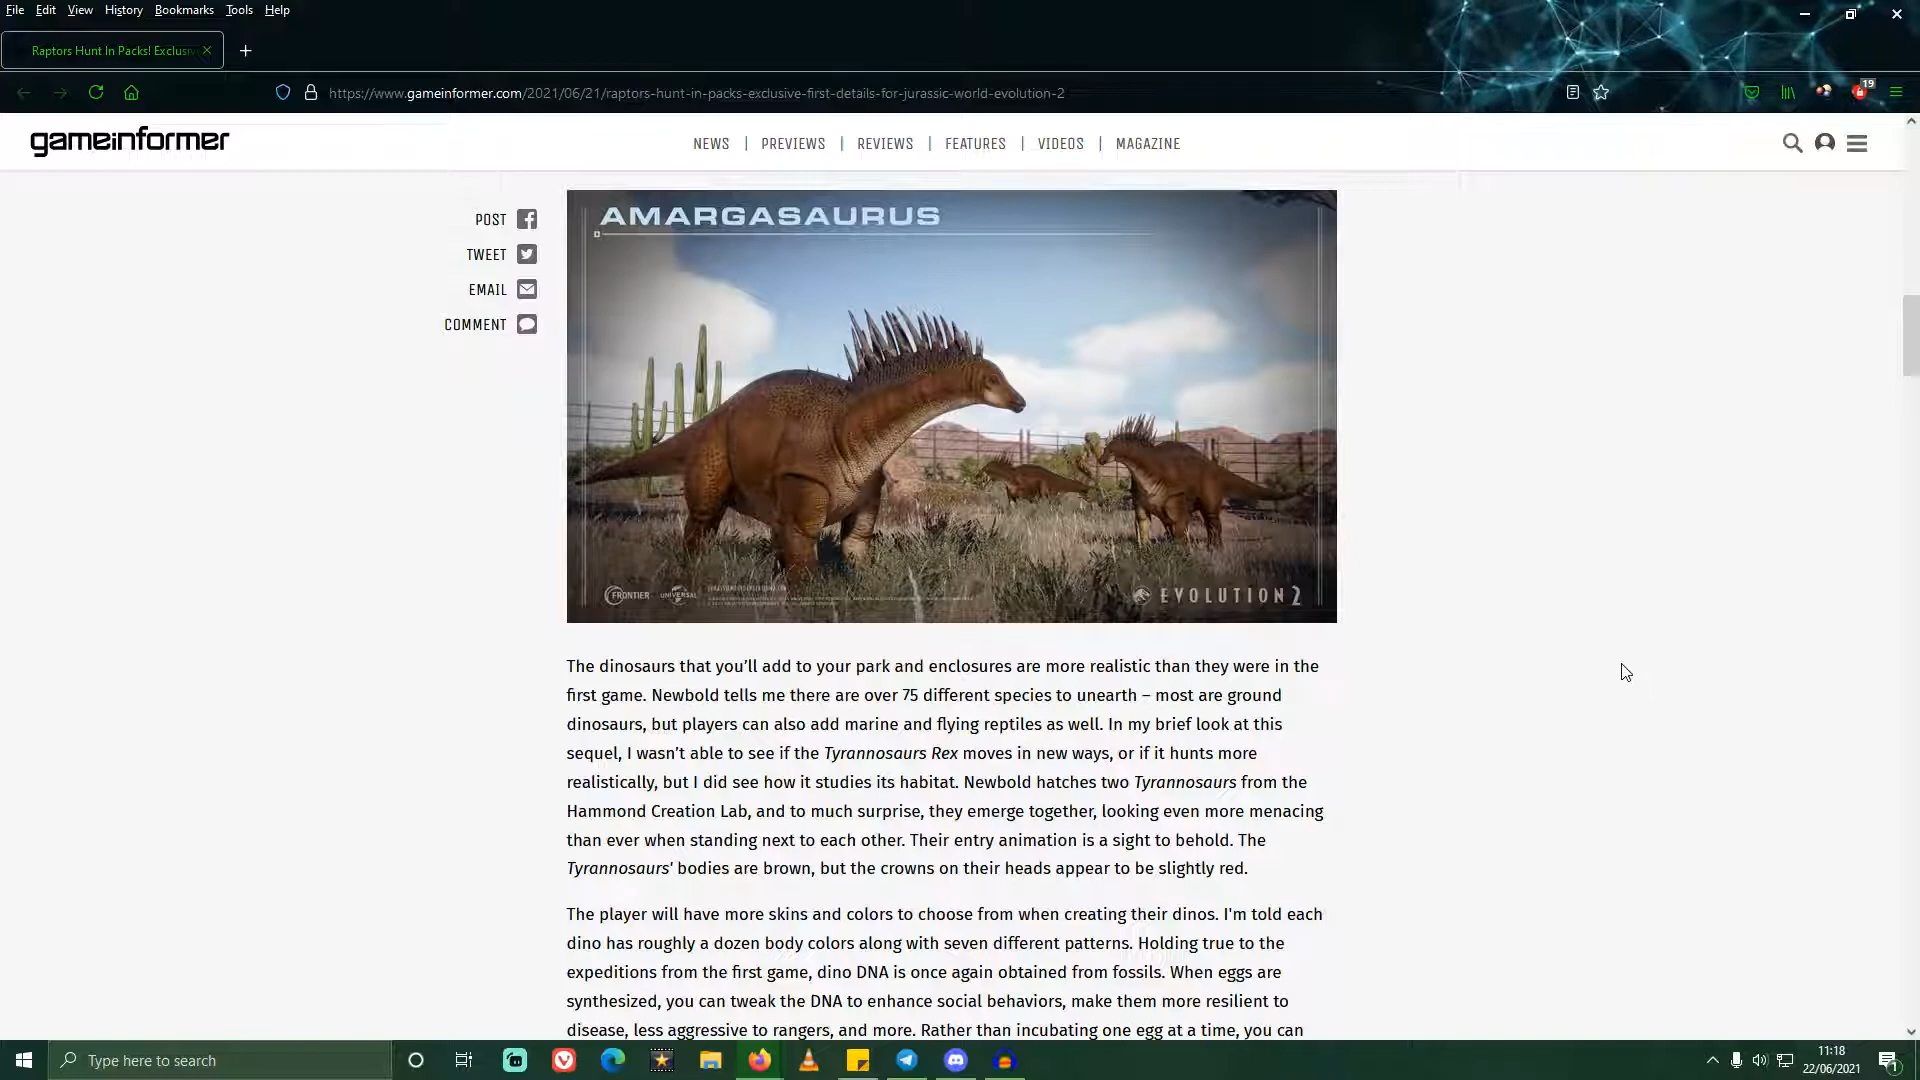 File Edit View History Bookmarks Tools Help
Raptors Hunt In Packs! Exclusiv
https://www.gameinformer.com/2021/06/21/raptors-hunt-in-packs-exclusive-first-details-for-jurassic-world-evolution-2
19
gameinformer
NEWS | PREVIEWS | REVIEWS | FEATURES | VIDEOS | MAGAZINE
POST
TWEET
EMAIL
COMMENT
AMARGASAURUS
FRONTIER UNIVERSAL
EVOLUTION 2
The dinosaurs that you’ll add to your park and enclosures are more realistic than they were in the
first game. Newbold tells me there are over 75 different species to unearth – most are ground
dinosaurs, but players can also add marine and flying reptiles as well. In my brief look at this
sequel, I wasn’t able to see if the Tyrannosaurs Rex moves in new ways, or if it hunts more
realistically, but I did see how it studies its habitat. Newbold hatches two Tyrannosaurs from the
Hammond Creation Lab, and to much surprise, they emerge together, looking even more menacing
than ever when standing next to each other. Their entry animation is a sight to behold. The
Tyrannosaurs’ bodies are brown, but the crowns on their heads appear to be slightly red.
The player will have more skins and colors to choose from when creating their dinos. I'm told each
dino has roughly a dozen body colors along with seven different patterns. Holding true to the
expeditions from the first game, dino DNA is once again obtained from fossils. When eggs are
synthesized, you can tweak the DNA to enhance social behaviors, make them more resilient to
disease, less aggressive to rangers, and more. Rather than incubating one egg at a time, you can
Type here to search
11:18
22/06/2021
1